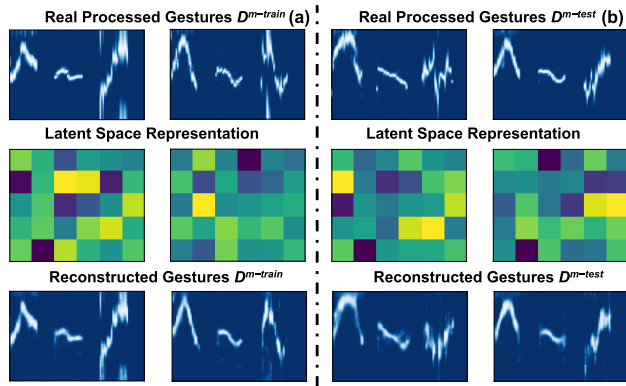 Real Processed Gestures D^m−train (a)
Real Processed Gestures D^m−test (b)
Latent Space Representation
Latent Space Representation
Reconstructed Gestures D^m−train
Reconstructed Gestures D^m−test